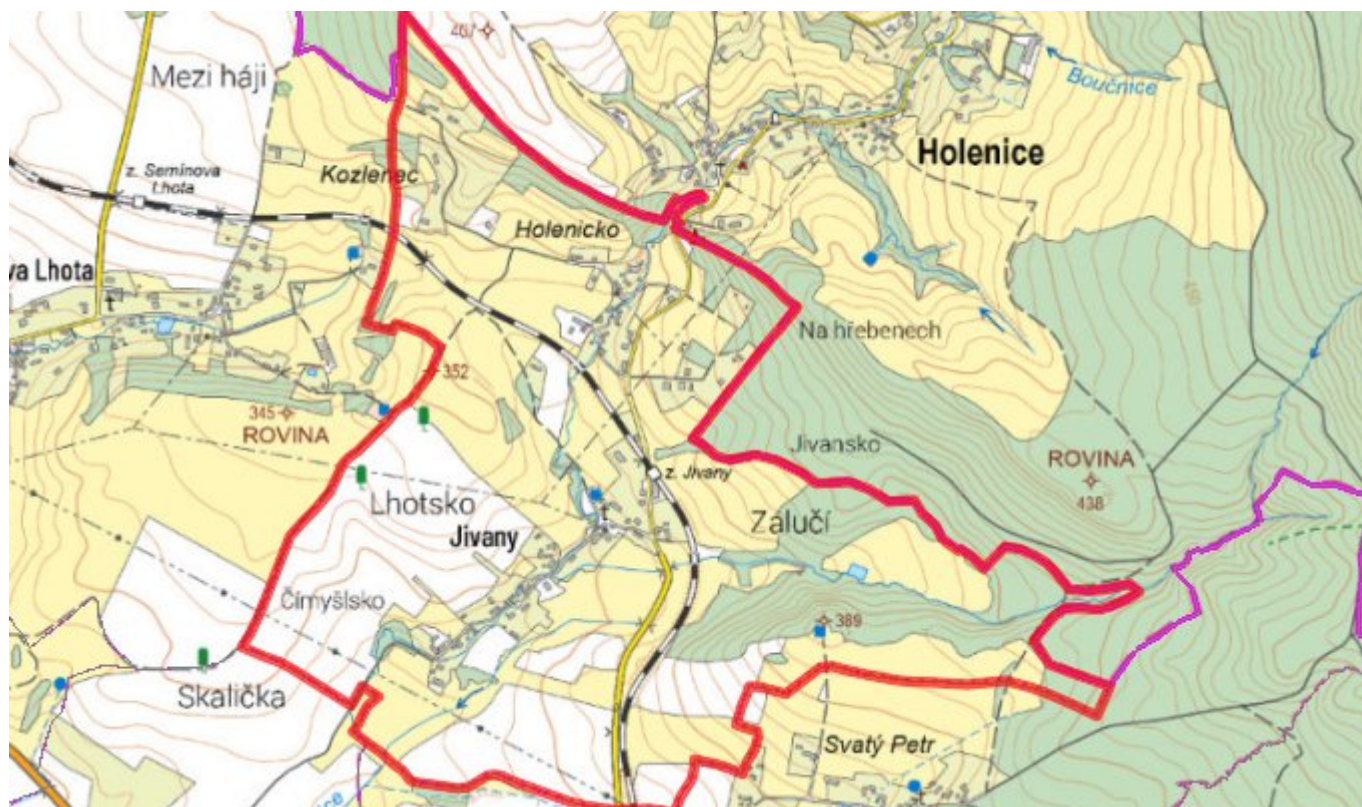 467
Mezi háji
Boučnice
Holenice
z. Semínova
Lhota
Kozlenec
Holenicko
va Lhota
Na hřebenech
352
345
ROVINA
Jivansko
ROVINA
438
z. Jivany
Lhotsko
Zálučí
Jivany
Čímyšlsko
389
Skalička
Svatý Petr